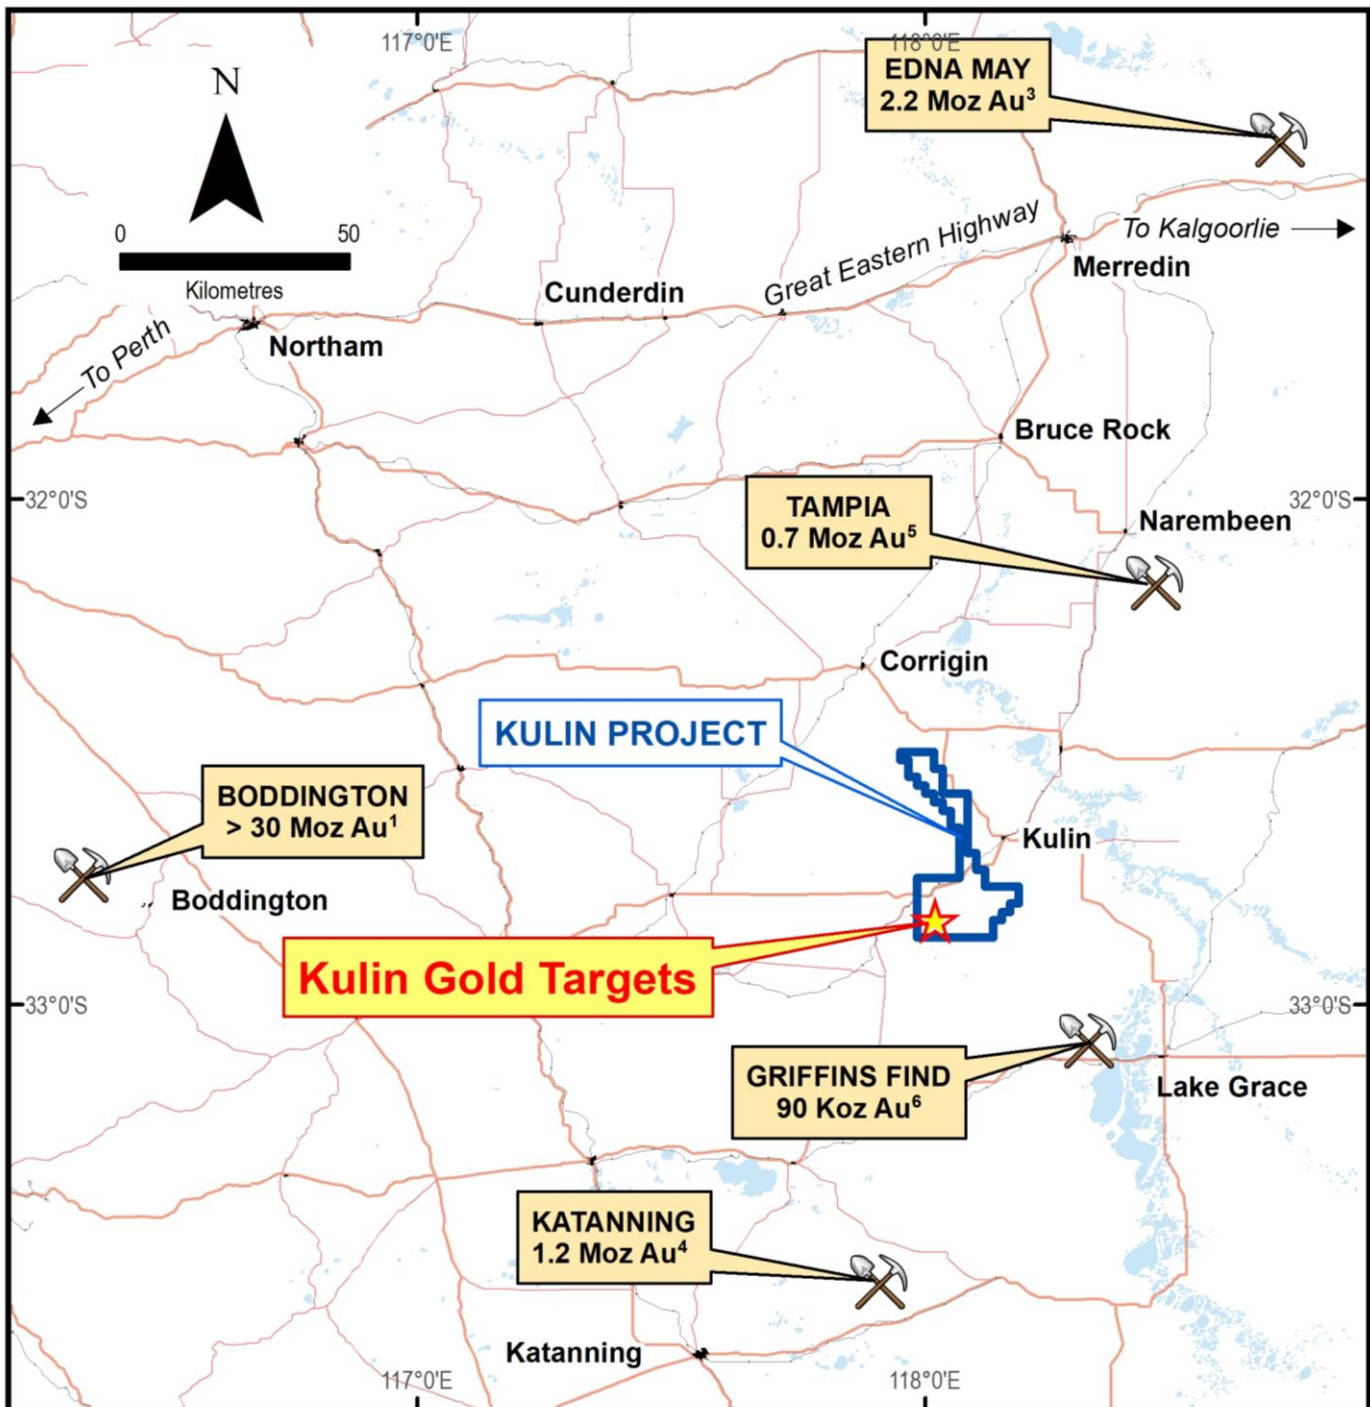 117°0'E
118°0'E
EDNA MAY
2.2 Moz Au³
N
0 50
Kilometres
Great Eastern Highway
To Kalgoorlie
Merredin
Cunderdin
Northam
To Perth
Bruce Rock
32°0'S
32°0'S
TAMPIA
0.7 Moz Au⁵
Narembeen
Corrigin
KULIN PROJECT
BODDINGTON
> 30 Moz Au¹
Kulin
Boddington
Kulin Gold Targets
33°0'S
33°0'S
GRIFFINS FIND
90 Koz Au⁶
Lake Grace
KATANNING
1.2 Moz Au⁴
Katanning
117°0'E
118°0'E